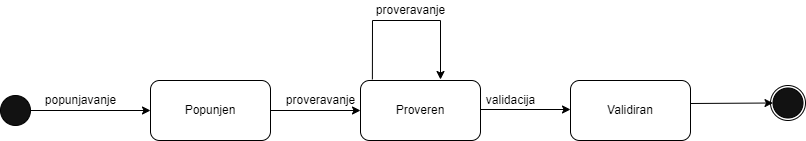 proveravanje
popunjavanje
proveravanje
validacija
Popunjen
Proveren
Validiran